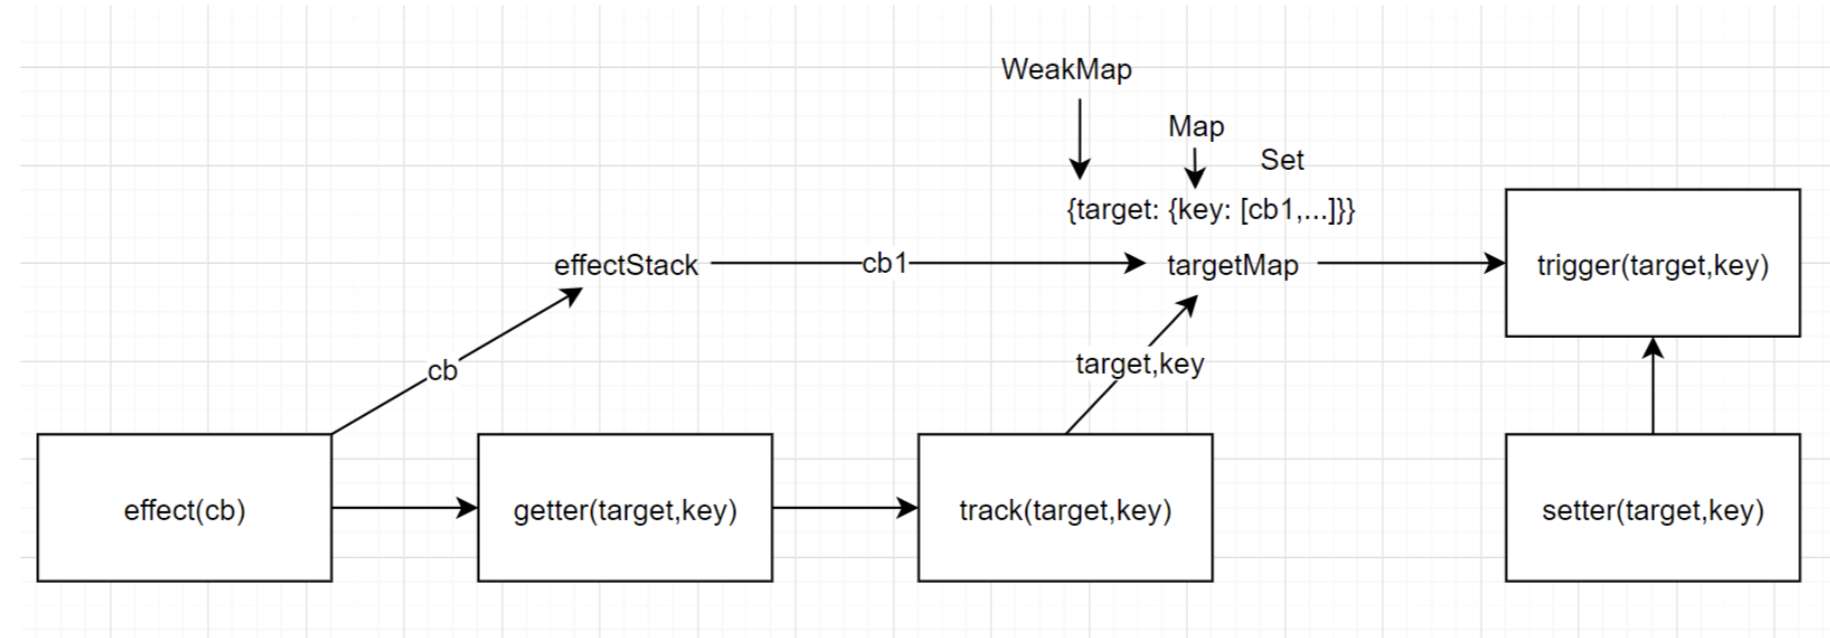 WeakMap
Map
Set
{target: {key: [cb1,...]}}
effectStack
cb1
targetMap
trigger(target,key)
cb
target,key
effect(cb)
getter(target,key)
track(target,key)
setter(target,key)